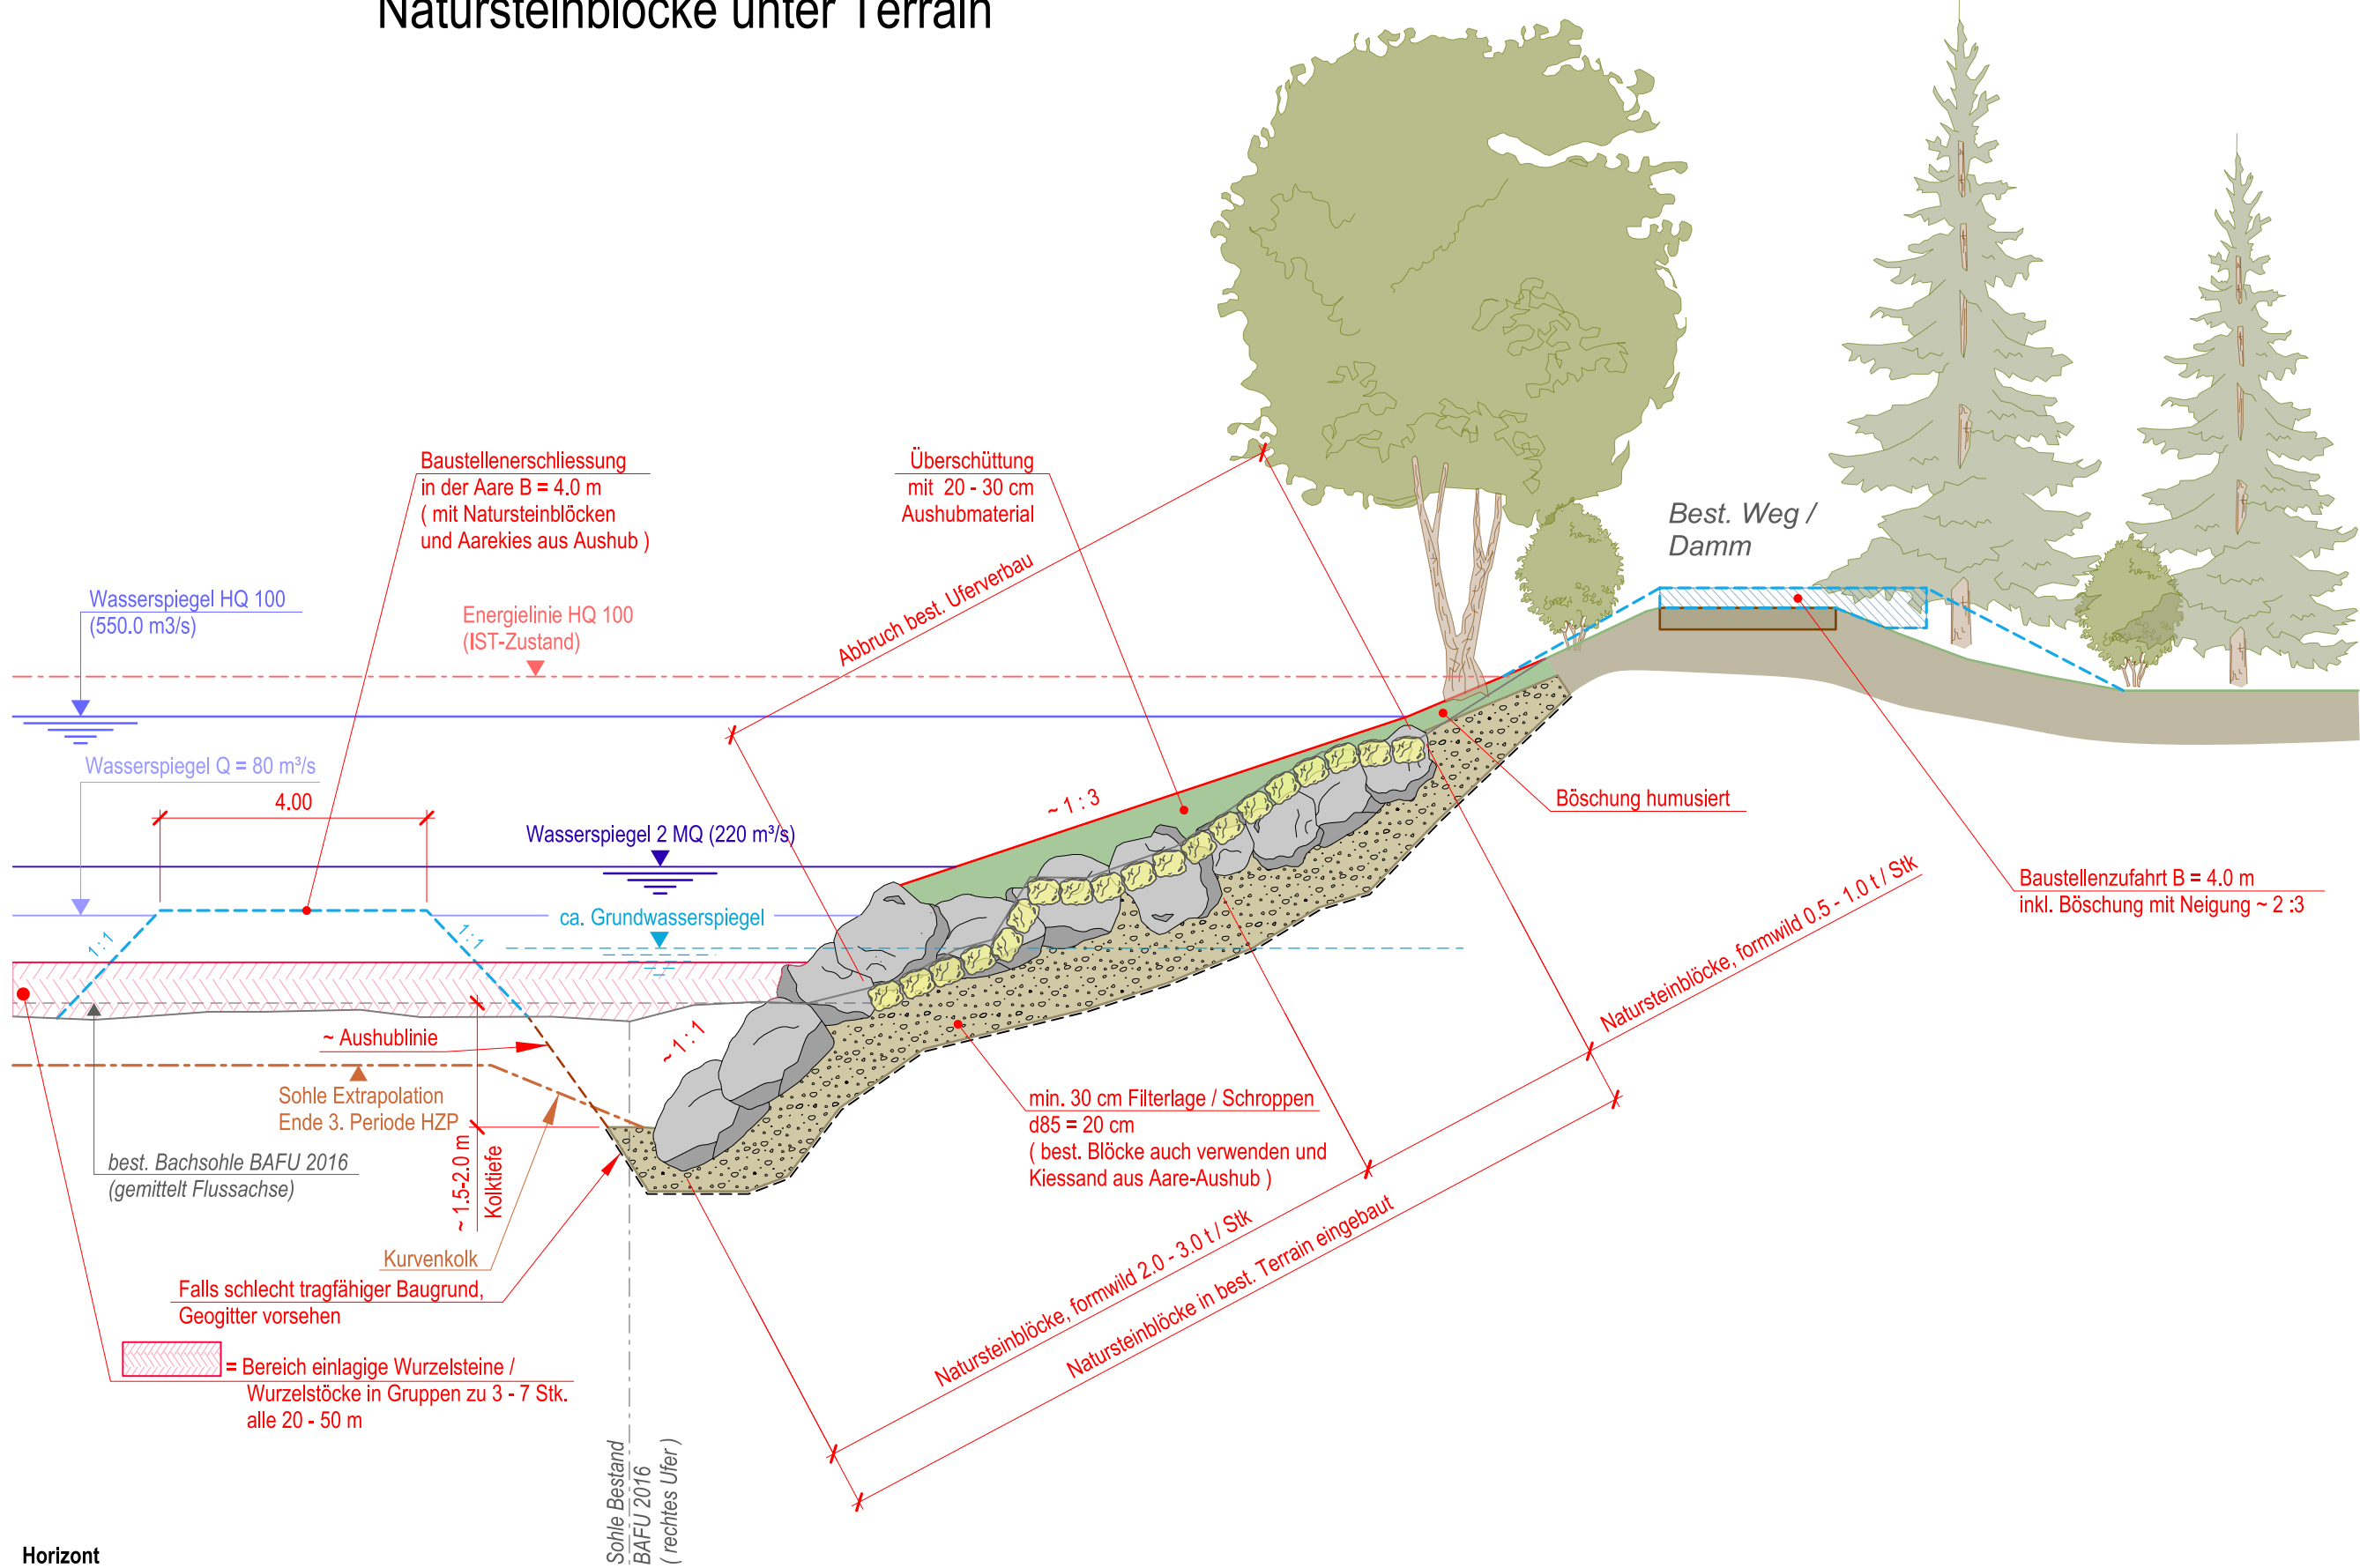 Natursteinblöcke unter Terrain
Baustellenerschliessung
in der Aare B = 4.0 m
( mit Natursteinblöcken
und Aarekies aus Aushub )
Überschüttung
mit 20 - 30 cm
Aushubmaterial
Best. Weg /
Damm
Wasserspiegel HQ 100
(550.0 m3/s)
Energielinie HQ 100
(IST-Zustand)
Abbruch best. Uferverbau
Wasserspiegel Q = 80 m³/s
4.00
~ 1 : 3
Böschung humusiert
Wasserspiegel 2 MQ (220 m³/s)
Baustellenzufahrt B = 4.0 m
inkl. Böschung mit Neigung ~ 2 :3
ca. Grundwasserspiegel
1 : 1
1:1
Natursteinblöcke, formwild 0.5 - 1.0 t / Stk
~ Aushublinie
~ 1 : 1
Sohle Extrapolation
Ende 3. Periode HZP
min. 30 cm Filterlage / Schroppen
d85 = 20 cm
( best. Blöcke auch verwenden und
Kiessand aus Aare-Aushub )
best. Bachsohle BAFU 2016
(gemittelt Flussachse)
~ 1.5-2.0 m
Kolktiefe
Kurvenkolk
Falls schlecht tragfähiger Baugrund,
Geogitter vorsehen
Natursteinblöcke, formwild 2.0 - 3.0 t / Stk
Natursteinblöcke in best. Terrain eingebaut
= Bereich einlagige Wurzelsteine /
Wurzelstöcke in Gruppen zu 3 - 7 Stk.
alle 20 - 50 m
Sohle Bestand
BAFU 2016
( rechtes Ufer )
Horizont